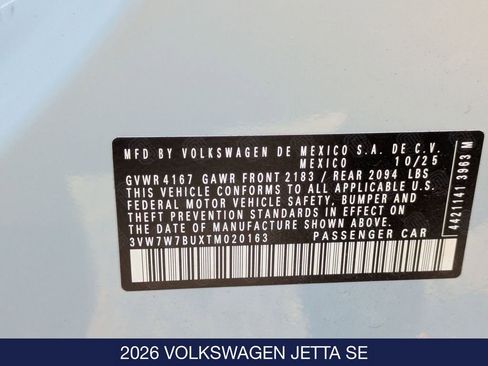 MFD BY VOLKSWAGEN DE MEXICO S.A. DE C.V.
MEXICO 10/25
GVWR 4167 GAWR FRONT 2183 / REAR 2094 LBS
THIS VEHICLE CONFORMS TO ALL APPLICABLE
FEDERAL MOTOR VEHICLE SAFETY, BUMPER AND
THEFT PREVENTION STANDARDS IN EFFECT ON
THE DATE OF MANUFACTURE SHOWN ABOVE.
3VW7W7BUXTM020163 PASSENGER CAR
4421141 3963 M
2026 VOLKSWAGEN JETTA SE